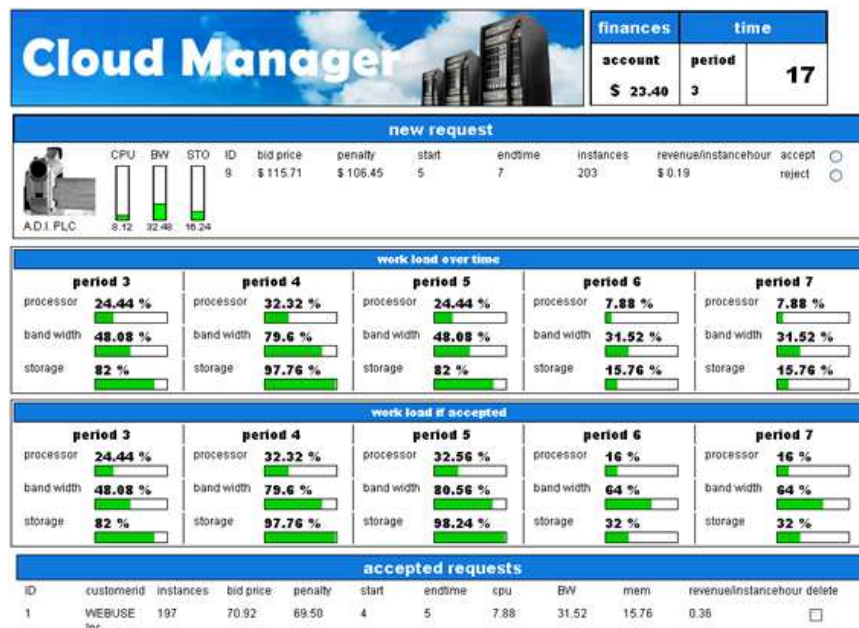 Cloud Manager
finances time
account period
$ 23.40 3 17
new request
CPU BW STO ID bid price penalty start endtime instances revenue/instancehour accept
9 $ 115.71 $ 106.45 5 7 203 $ 0.19 reject
A.D.I. PLC 8.12 32.48 16.24
work load over time
period 3 period 4 period 5 period 6 period 7
processor 24.44 % processor 32.32 % processor 24.44 % processor 7.88 % processor 7.88 %
band width 48.08 % band width 79.6 % band width 48.08 % band width 31.52 % band width 31.52 %
storage 82 % storage 97.76 % storage 82 % storage 15.76 % storage 15.76 %
work load if accepted
period 3 period 4 period 5 period 6 period 7
processor 24.44 % processor 32.32 % processor 32.56 % processor 16 % processor 16 %
band width 48.08 % band width 79.6 % band width 80.56 % band width 64 % band width 64 %
storage 82 % storage 97.76 % storage 98.24 % storage 32 % storage 32 %
accepted requests
ID customerid instances bid price penalty start endtime cpu BW mem revenue/instancehour delete
1 WEBUSE 197 70.92 69.50 4 5 7.88 31.52 15.76 0.36